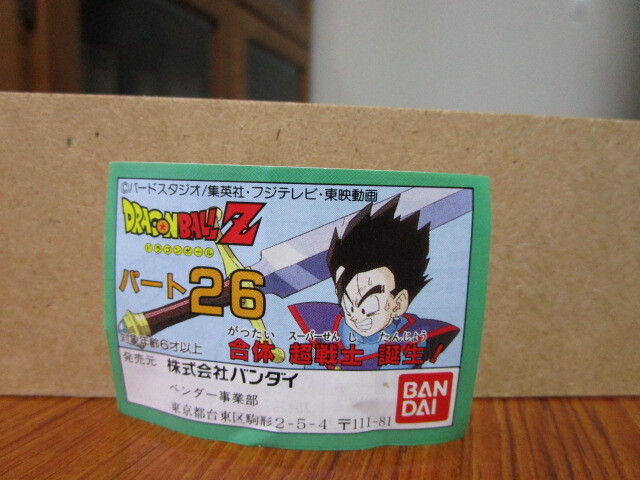 ©バードスタジオ/集英社・フジテレビ・東映動画
DRAGONBALL Z
ドラゴンボール
パート26
対象年齢6才以上
がったい スーパーせんし たんじょう
合体 超戦士 誕生!
発売元 株式会社バンダイ
ベンダー事業部
東京都台東区駒形2-5-4 〒111-81
BAN
DAI